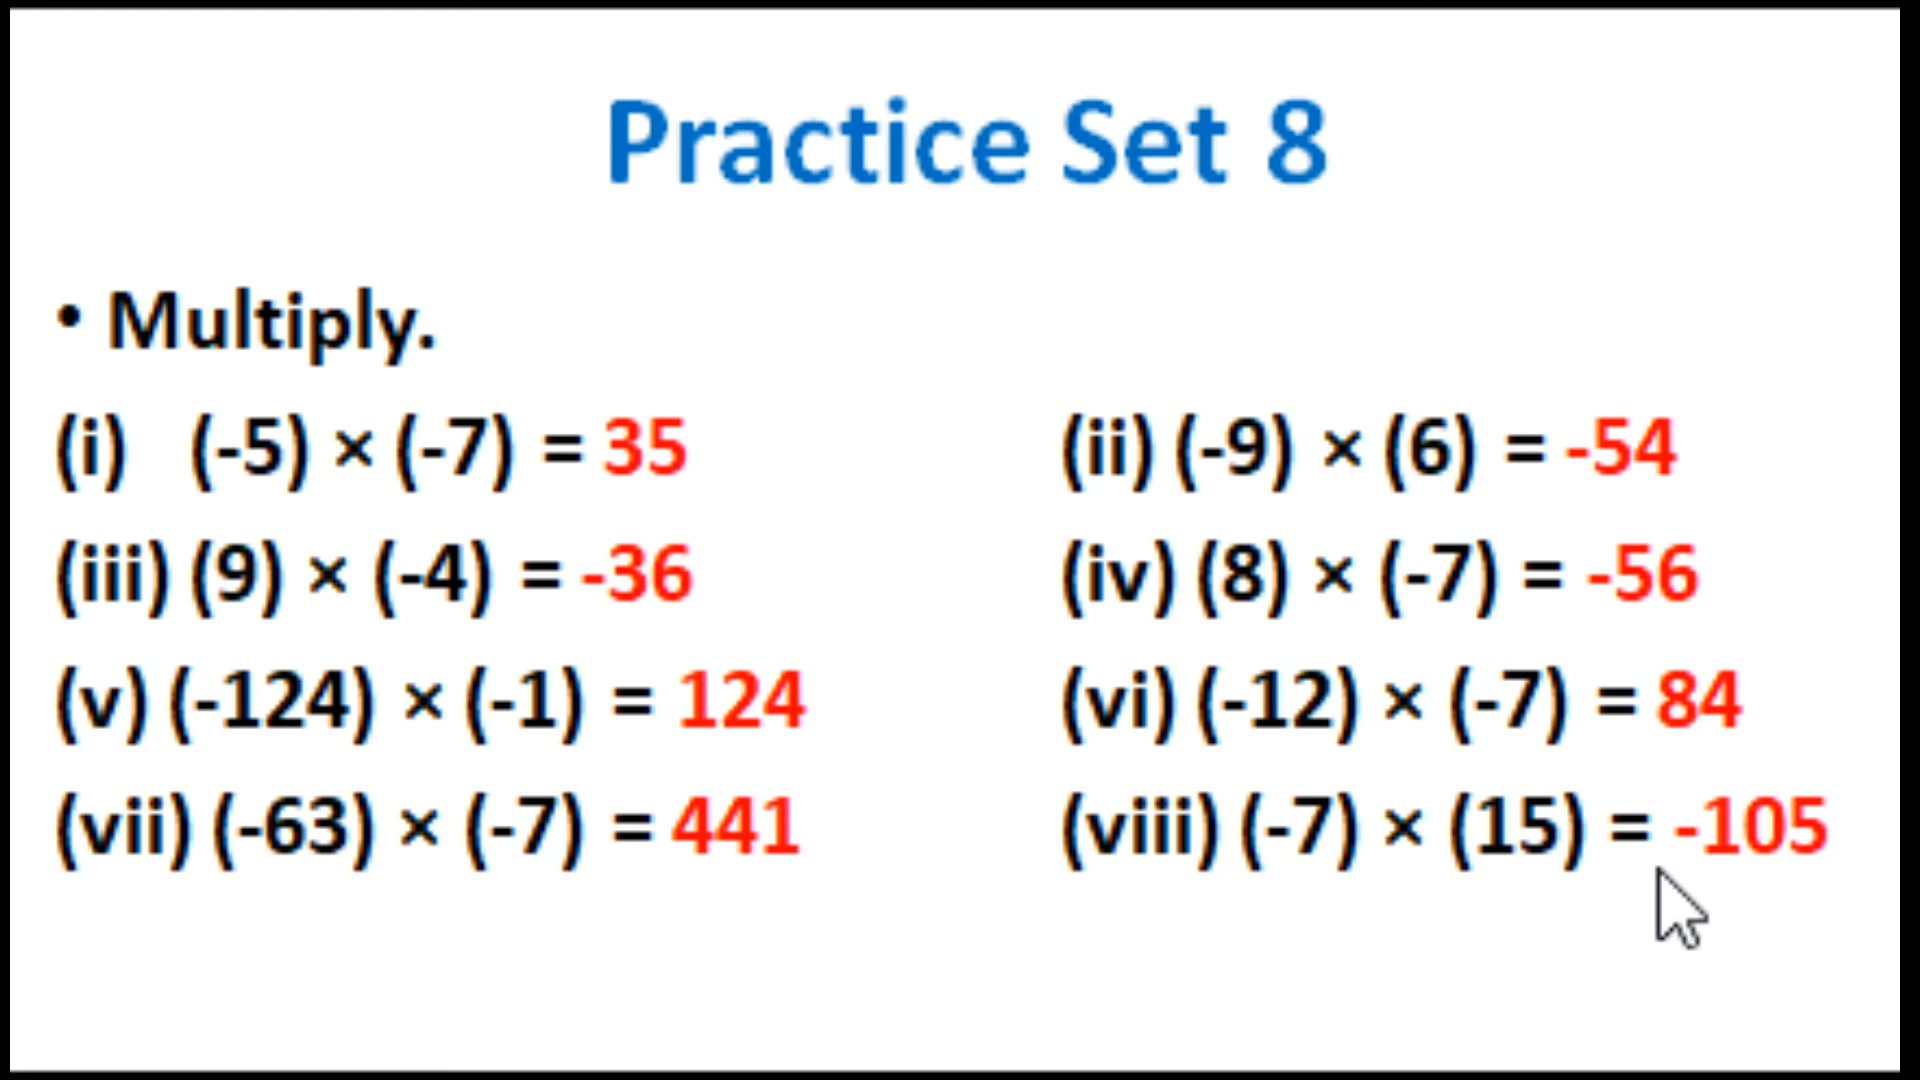 Practice Set 8
• Multiply.
(i) (-5) × (-7) = 35 (ii) (-9) × (6) = -54
(iii) (9) × (-4) = -36 (iv) (8) × (-7) = -56
(v) (-124) × (-1) = 124 (vi) (-12) × (-7) = 84
(vii) (-63) × (-7) = 441 (viii) (-7) × (15) = -105